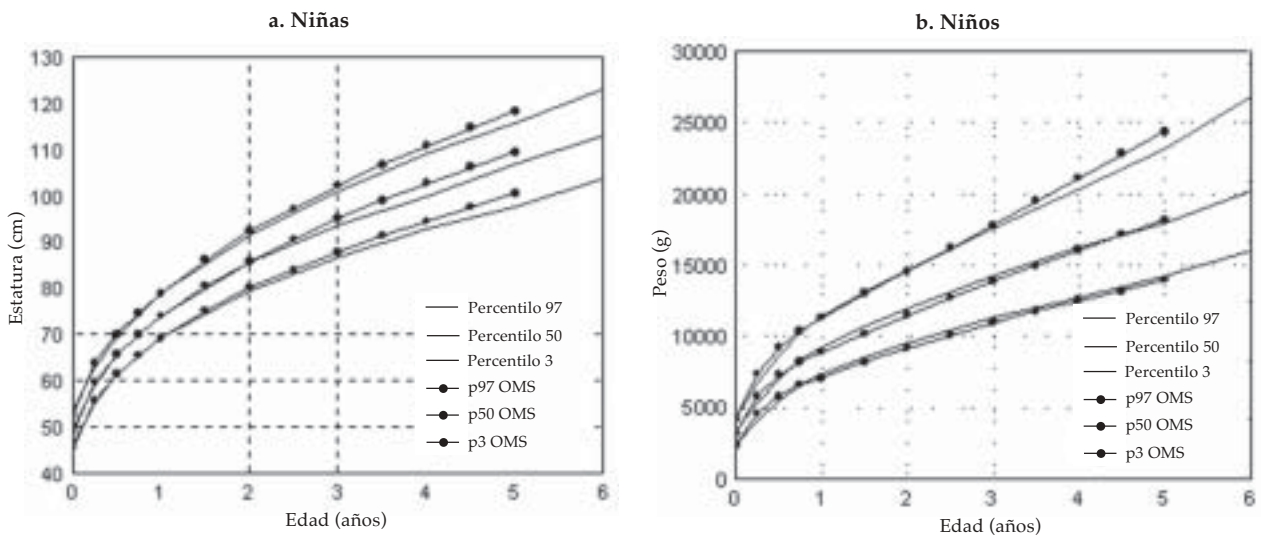 a. Niñas
130
120
110
100
90
80
70
60
50
40
Estatura (cm)
0 1 2 3 4 5 6
Edad (años)
Percentilo 97
Percentilo 50
Percentilo 3
p97 OMS
p50 OMS
p3 OMS
b. Niños
30000
25000
20000
15000
10000
5000
0
Peso (g)
0 1 2 3 4 5 6
Edad (años)
Percentilo 97
Percentilo 50
Percentilo 3
p97 OMS
p50 OMS
p3 OMS